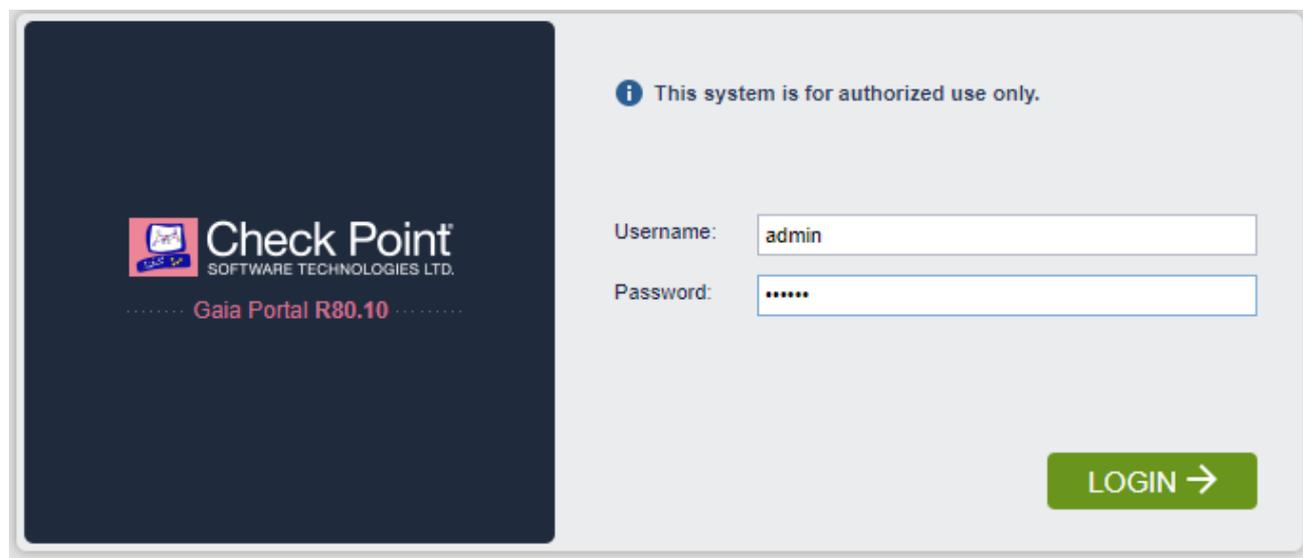 Check Point
SOFTWARE TECHNOLOGIES LTD.
Gaia Portal R80.10
This system is for authorized use only.
Username: admin
Password: ••••••
LOGIN →